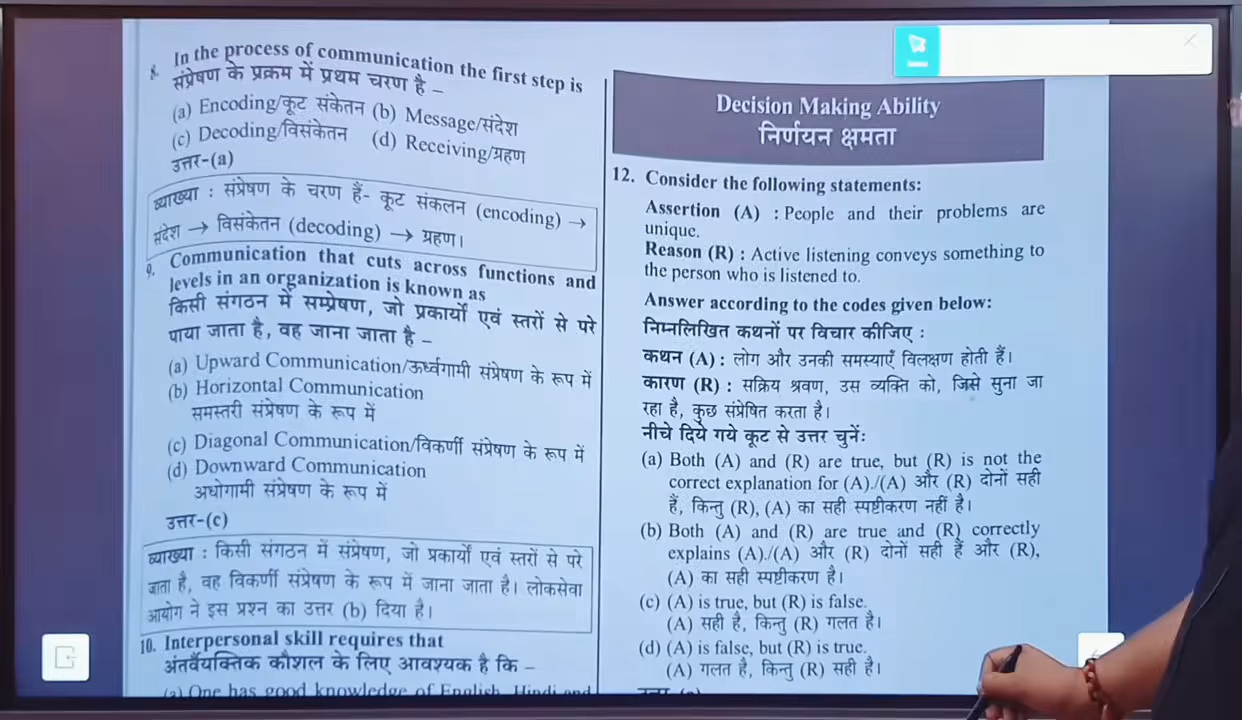 8. In the process of communication the first step is
संप्रेषण के प्रक्रम में प्रथम चरण है –
(a) Encoding/कूट संकेतन (b) Message/संदेश
(c) Decoding/विसंकेतन (d) Receiving/ग्रहण
उत्तर-(a)
व्याख्या : संप्रेषण के चरण हैं- कूट संकलन (encoding) →
संदेश → विसंकेतन (decoding) → ग्रहण।
9. Communication that cuts across functions and
levels in an organization is known as
किसी संगठन में सम्प्रेषण, जो प्रकार्यों एवं स्तरों से परे
पाया जाता है, वह जाना जाता है –
(a) Upward Communication/ऊर्ध्वगामी संप्रेषण के रूप में
(b) Horizontal Communication
समस्तरी संप्रेषण के रूप में
(c) Diagonal Communication/विकर्णी संप्रेषण के रूप में
(d) Downward Communication
अधोगामी संप्रेषण के रूप में
उत्तर-(c)
व्याख्या : किसी संगठन में संप्रेषण, जो प्रकार्यों एवं स्तरों से परे
जाता है, वह विकर्णी संप्रेषण के रूप में जाना जाता है। लोकसेवा
आयोग ने इस प्रश्न का उत्तर (b) दिया है।
10. Interpersonal skill requires that
अंतर्वैयक्तिक कौशल के लिए आवश्यक है कि –
(a) One has good knowledge of English, Hindi and
Decision Making Ability
निर्णयन क्षमता
12. Consider the following statements:
Assertion (A) : People and their problems are
unique.
Reason (R) : Active listening conveys something to
the person who is listened to.
Answer according to the codes given below:
निम्नलिखित कथनों पर विचार कीजिए :
कथन (A) : लोग और उनकी समस्याएँ विलक्षण होती हैं।
कारण (R) : सक्रिय श्रवण, उस व्यक्ति को, जिसे सुना जा
रहा है, कुछ संप्रेषित करता है।
नीचे दिये गये कूट से उत्तर चुनें:
(a) Both (A) and (R) are true, but (R) is not the
correct explanation for (A)./(A) और (R) दोनों सही
हैं, किन्तु (R), (A) का सही स्पष्टीकरण नहीं है।
(b) Both (A) and (R) are true and (R) correctly
explains (A)./(A) और (R) दोनों सही हैं और (R),
(A) का सही स्पष्टीकरण है।
(c) (A) is true, but (R) is false.
(A) सही है, किन्तु (R) गलत है।
(d) (A) is false, but (R) is true.
(A) गलत है, किन्तु (R) सही है।